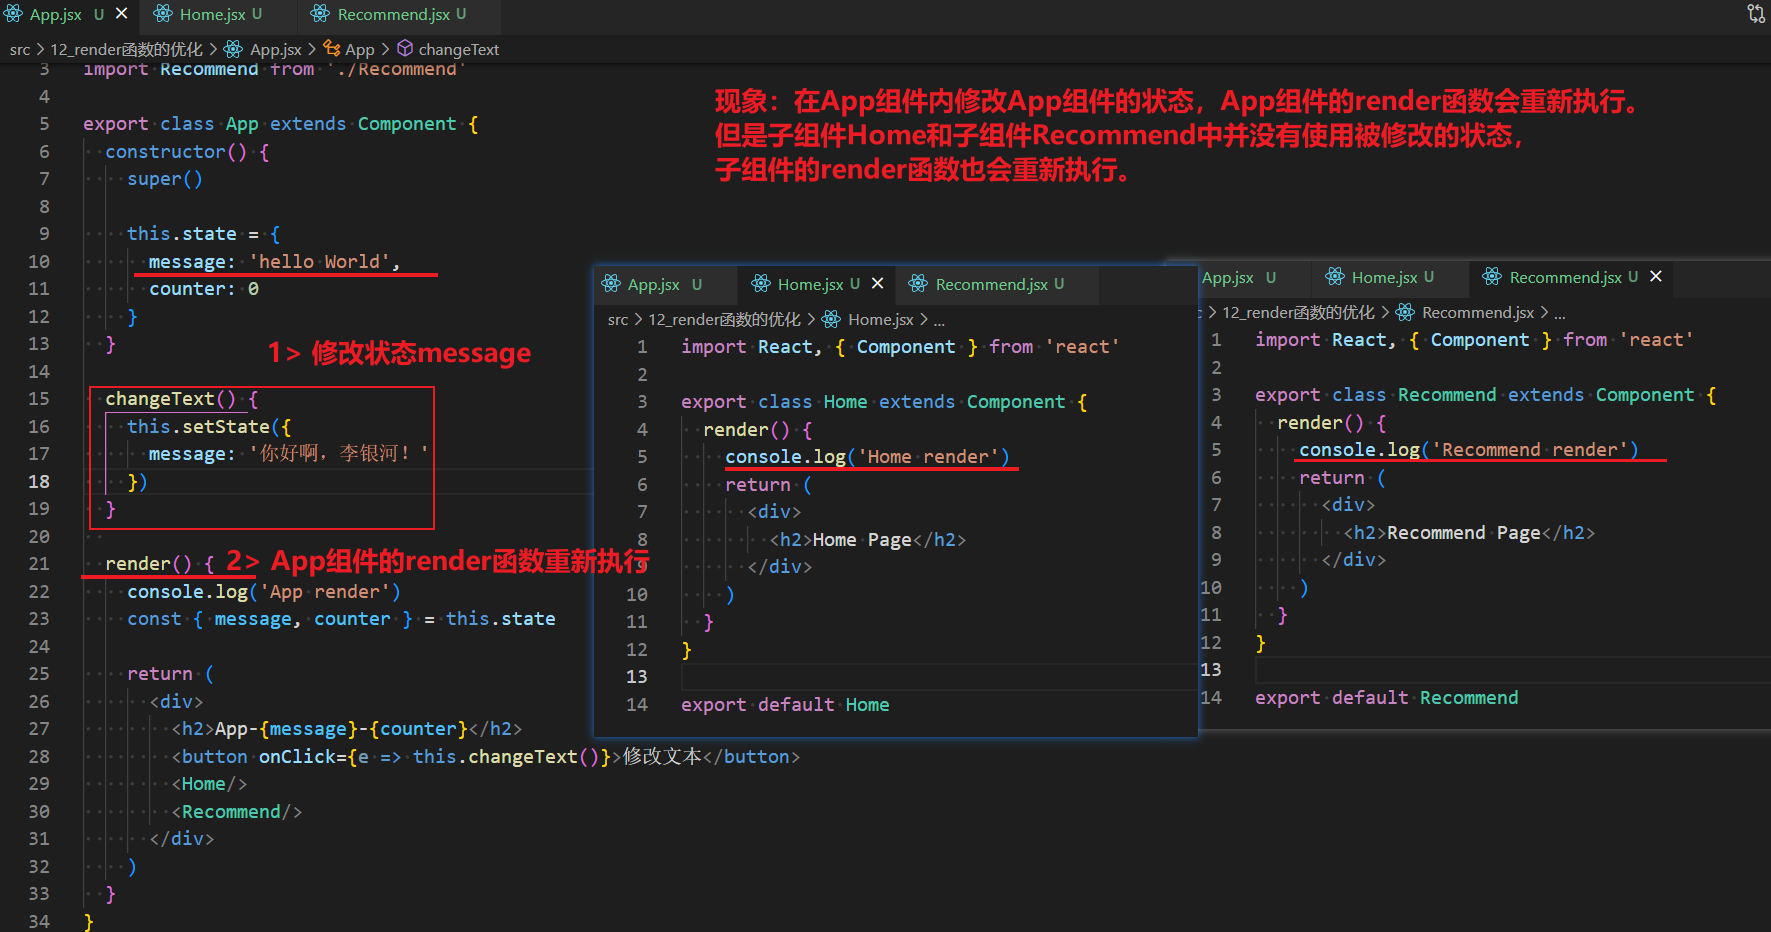 App.jsx U
Home.jsx U
Recommend.jsx U
src > 12_render函数的优化 > App.jsx > App > changeText
3 import Recommend from './Recommend'
4
5 export class App extends Component {
6 constructor() {
7 super()
8
9 this.state = {
10 message: 'hello World',
11 counter: 0
12 }
13 }
14
15 changeText() {
16 this.setState({
17 message: '你好啊，李银河！'
18 })
19 }
20
21 render() {
22 console.log('App render')
23 const { message, counter } = this.state
24
25 return (
26 <div>
27 <h2>App-{message}-{counter}</h2>
28 <button onClick={e => this.changeText()}>修改文本</button>
29 <Home/>
30 <Recommend/>
31 </div>
32 )
33 }
34 }
现象：在App组件内修改App组件的状态，App组件的render函数会重新执行。
但是子组件Home和子组件Recommend中并没有使用被修改的状态，
子组件的render函数也会重新执行。
1> 修改状态message
2> App组件的render函数重新执行
App.jsx U
Home.jsx U
Recommend.jsx U
src > 12_render函数的优化 > Home.jsx > ...
1 import React, { Component } from 'react'
2
3 export class Home extends Component {
4 render() {
5 console.log('Home render')
6 return (
7 <div>
8 <h2>Home Page</h2>
9 </div>
10 )
11 }
12 }
13
14 export default Home
App.jsx U
Home.jsx U
Recommend.jsx U
c > 12_render函数的优化 > Recommend.jsx > ...
1 import React, { Component } from 'react'
2
3 export class Recommend extends Component {
4 render() {
5 console.log('Recommend render')
6 return (
7 <div>
8 <h2>Recommend Page</h2>
9 </div>
10 )
11 }
12 }
13
14 export default Recommend